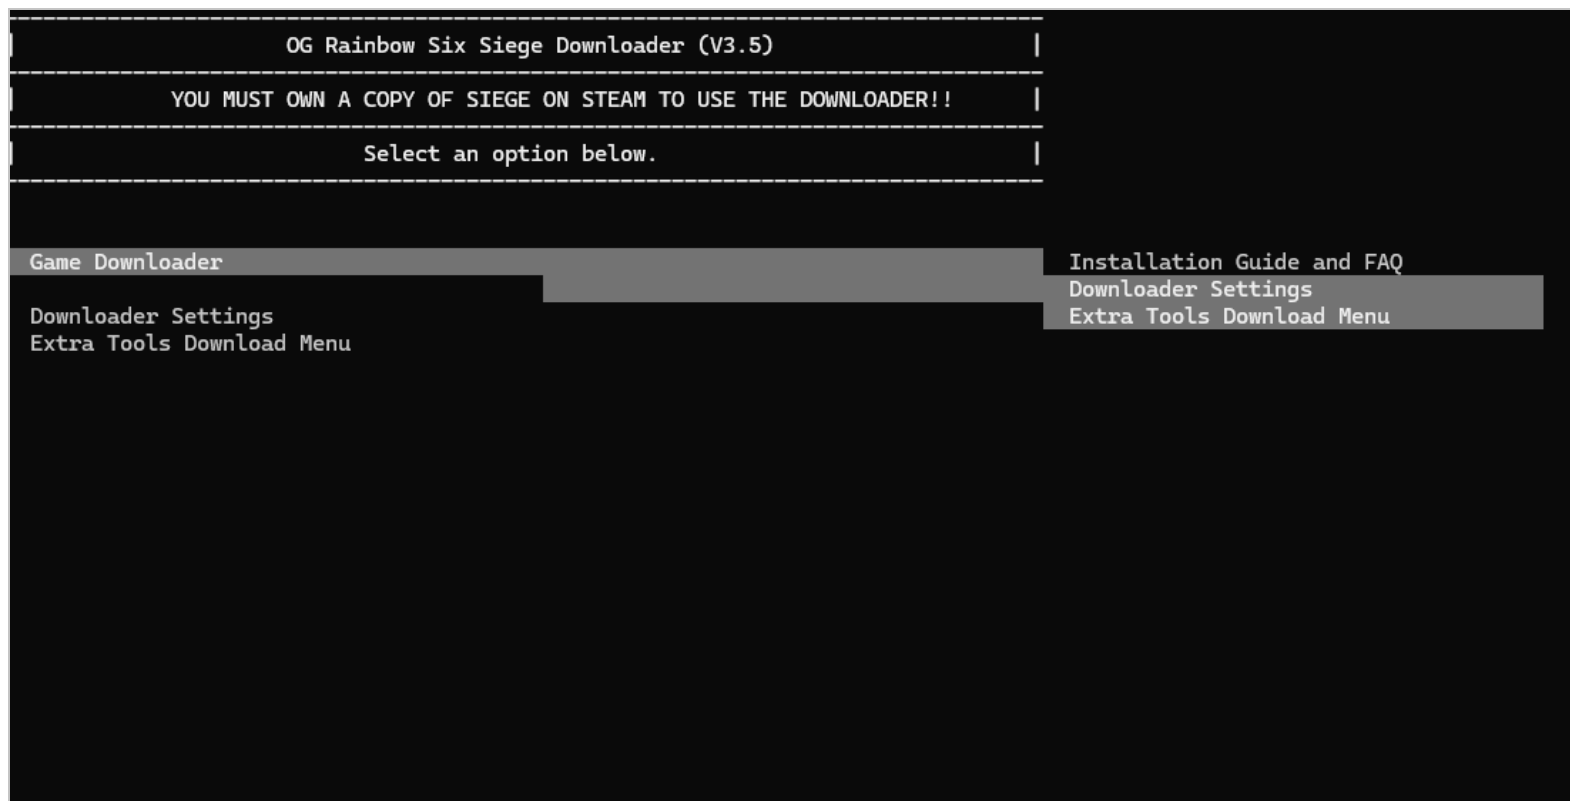 OG Rainbow Six Siege Downloader (V3.5)
YOU MUST OWN A COPY OF SIEGE ON STEAM TO USE THE DOWNLOADER!!
Select an option below.
Game Downloader
Downloader Settings
Extra Tools Download Menu
Installation Guide and FAQ
Downloader Settings
Extra Tools Download Menu